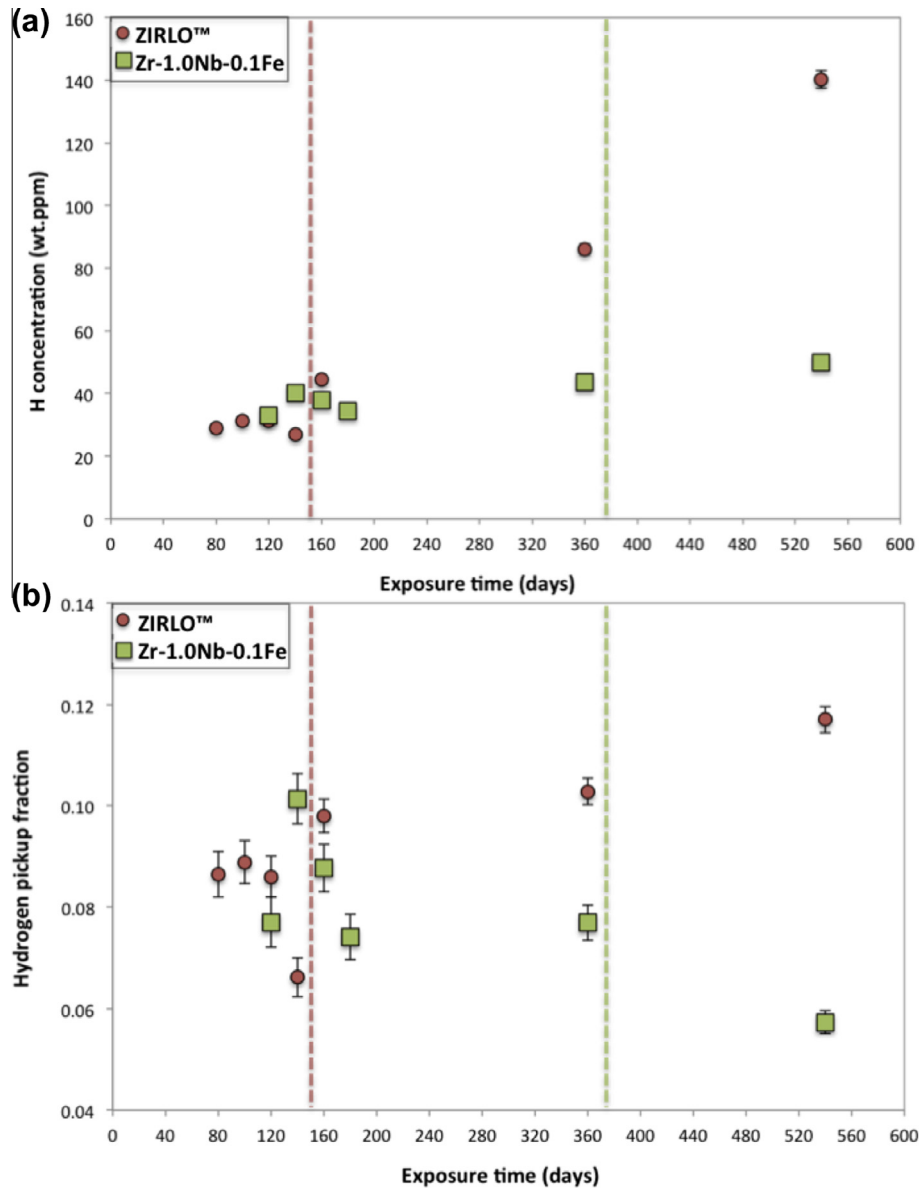 (a)
160
140
120
100
80
60
40
20
0
H concentration (wt.ppm)
ZIRLO™
Zr-1.0Nb-0.1Fe
0 40 80 120 160 200 240 280 320 360 400 440 480 520 560 600
Exposure time (days)
(b)
0.14
0.12
0.10
0.08
0.06
0.04
Hydrogen pickup fraction
ZIRLO™
Zr-1.0Nb-0.1Fe
0 40 80 120 160 200 240 280 320 360 400 440 480 520 560 600
Exposure time (days)